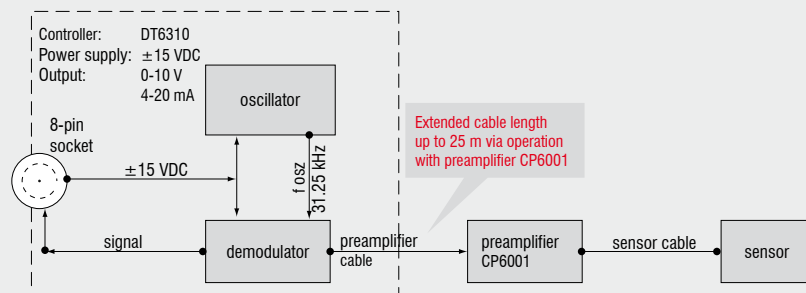 Controller: DT6310
Power supply: ±15 VDC
Output: 0-10 V
4-20 mA
oscillator
8-pin
socket
±15 VDC
f osz
31.25 kHz
Extended cable length
up to 25 m via operation
with preamplifier CP6001
signal
demodulator
preamplifier
cable
preamplifier
CP6001
sensor cable
sensor